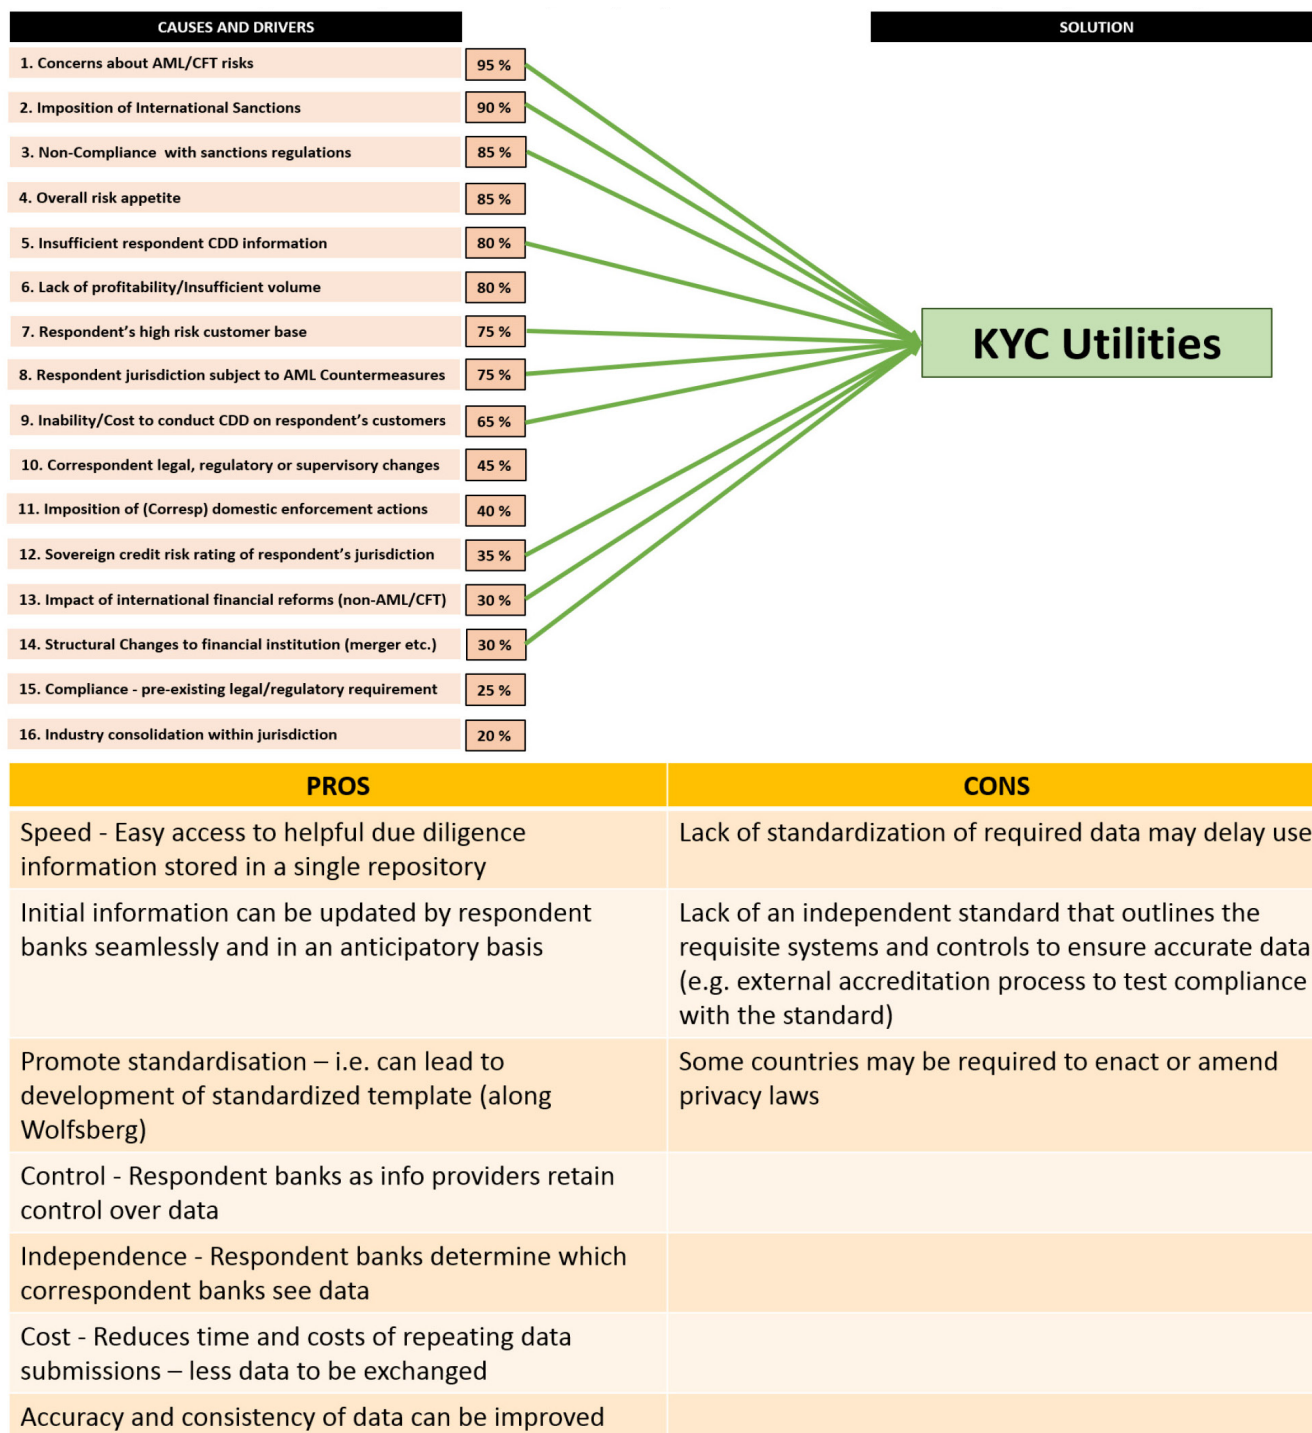 CAUSES AND DRIVERS
SOLUTION
1. Concerns about AML/CFT risks
95 %
2. Imposition of International Sanctions
90 %
3. Non-Compliance with sanctions regulations
85 %
4. Overall risk appetite
85 %
5. Insufficient respondent CDD information
80 %
6. Lack of profitability/Insufficient volume
80 %
7. Respondent’s high risk customer base
75 %
8. Respondent jurisdiction subject to AML Countermeasures
75 %
9. Inability/Cost to conduct CDD on respondent’s customers
65 %
10. Correspondent legal, regulatory or supervisory changes
45 %
11. Imposition of (Corresp) domestic enforcement actions
40 %
12. Sovereign credit risk rating of respondent’s jurisdiction
35 %
13. Impact of international financial reforms (non-AML/CFT)
30 %
14. Structural Changes to financial institution (merger etc.)
30 %
15. Compliance - pre-existing legal/regulatory requirement
25 %
16. Industry consolidation within jurisdiction
20 %
KYC Utilities
PROS
CONS
Speed - Easy access to helpful due diligence
information stored in a single repository
Lack of standardization of required data may delay use
Initial information can be updated by respondent
banks seamlessly and in an anticipatory basis
Lack of an independent standard that outlines the
requisite systems and controls to ensure accurate data
(e.g. external accreditation process to test compliance
with the standard)
Promote standardisation – i.e. can lead to
development of standardized template (along
Wolfsberg)
Some countries may be required to enact or amend
privacy laws
Control - Respondent banks as info providers retain
control over data
Independence - Respondent banks determine which
correspondent banks see data
Cost - Reduces time and costs of repeating data
submissions – less data to be exchanged
Accuracy and consistency of data can be improved